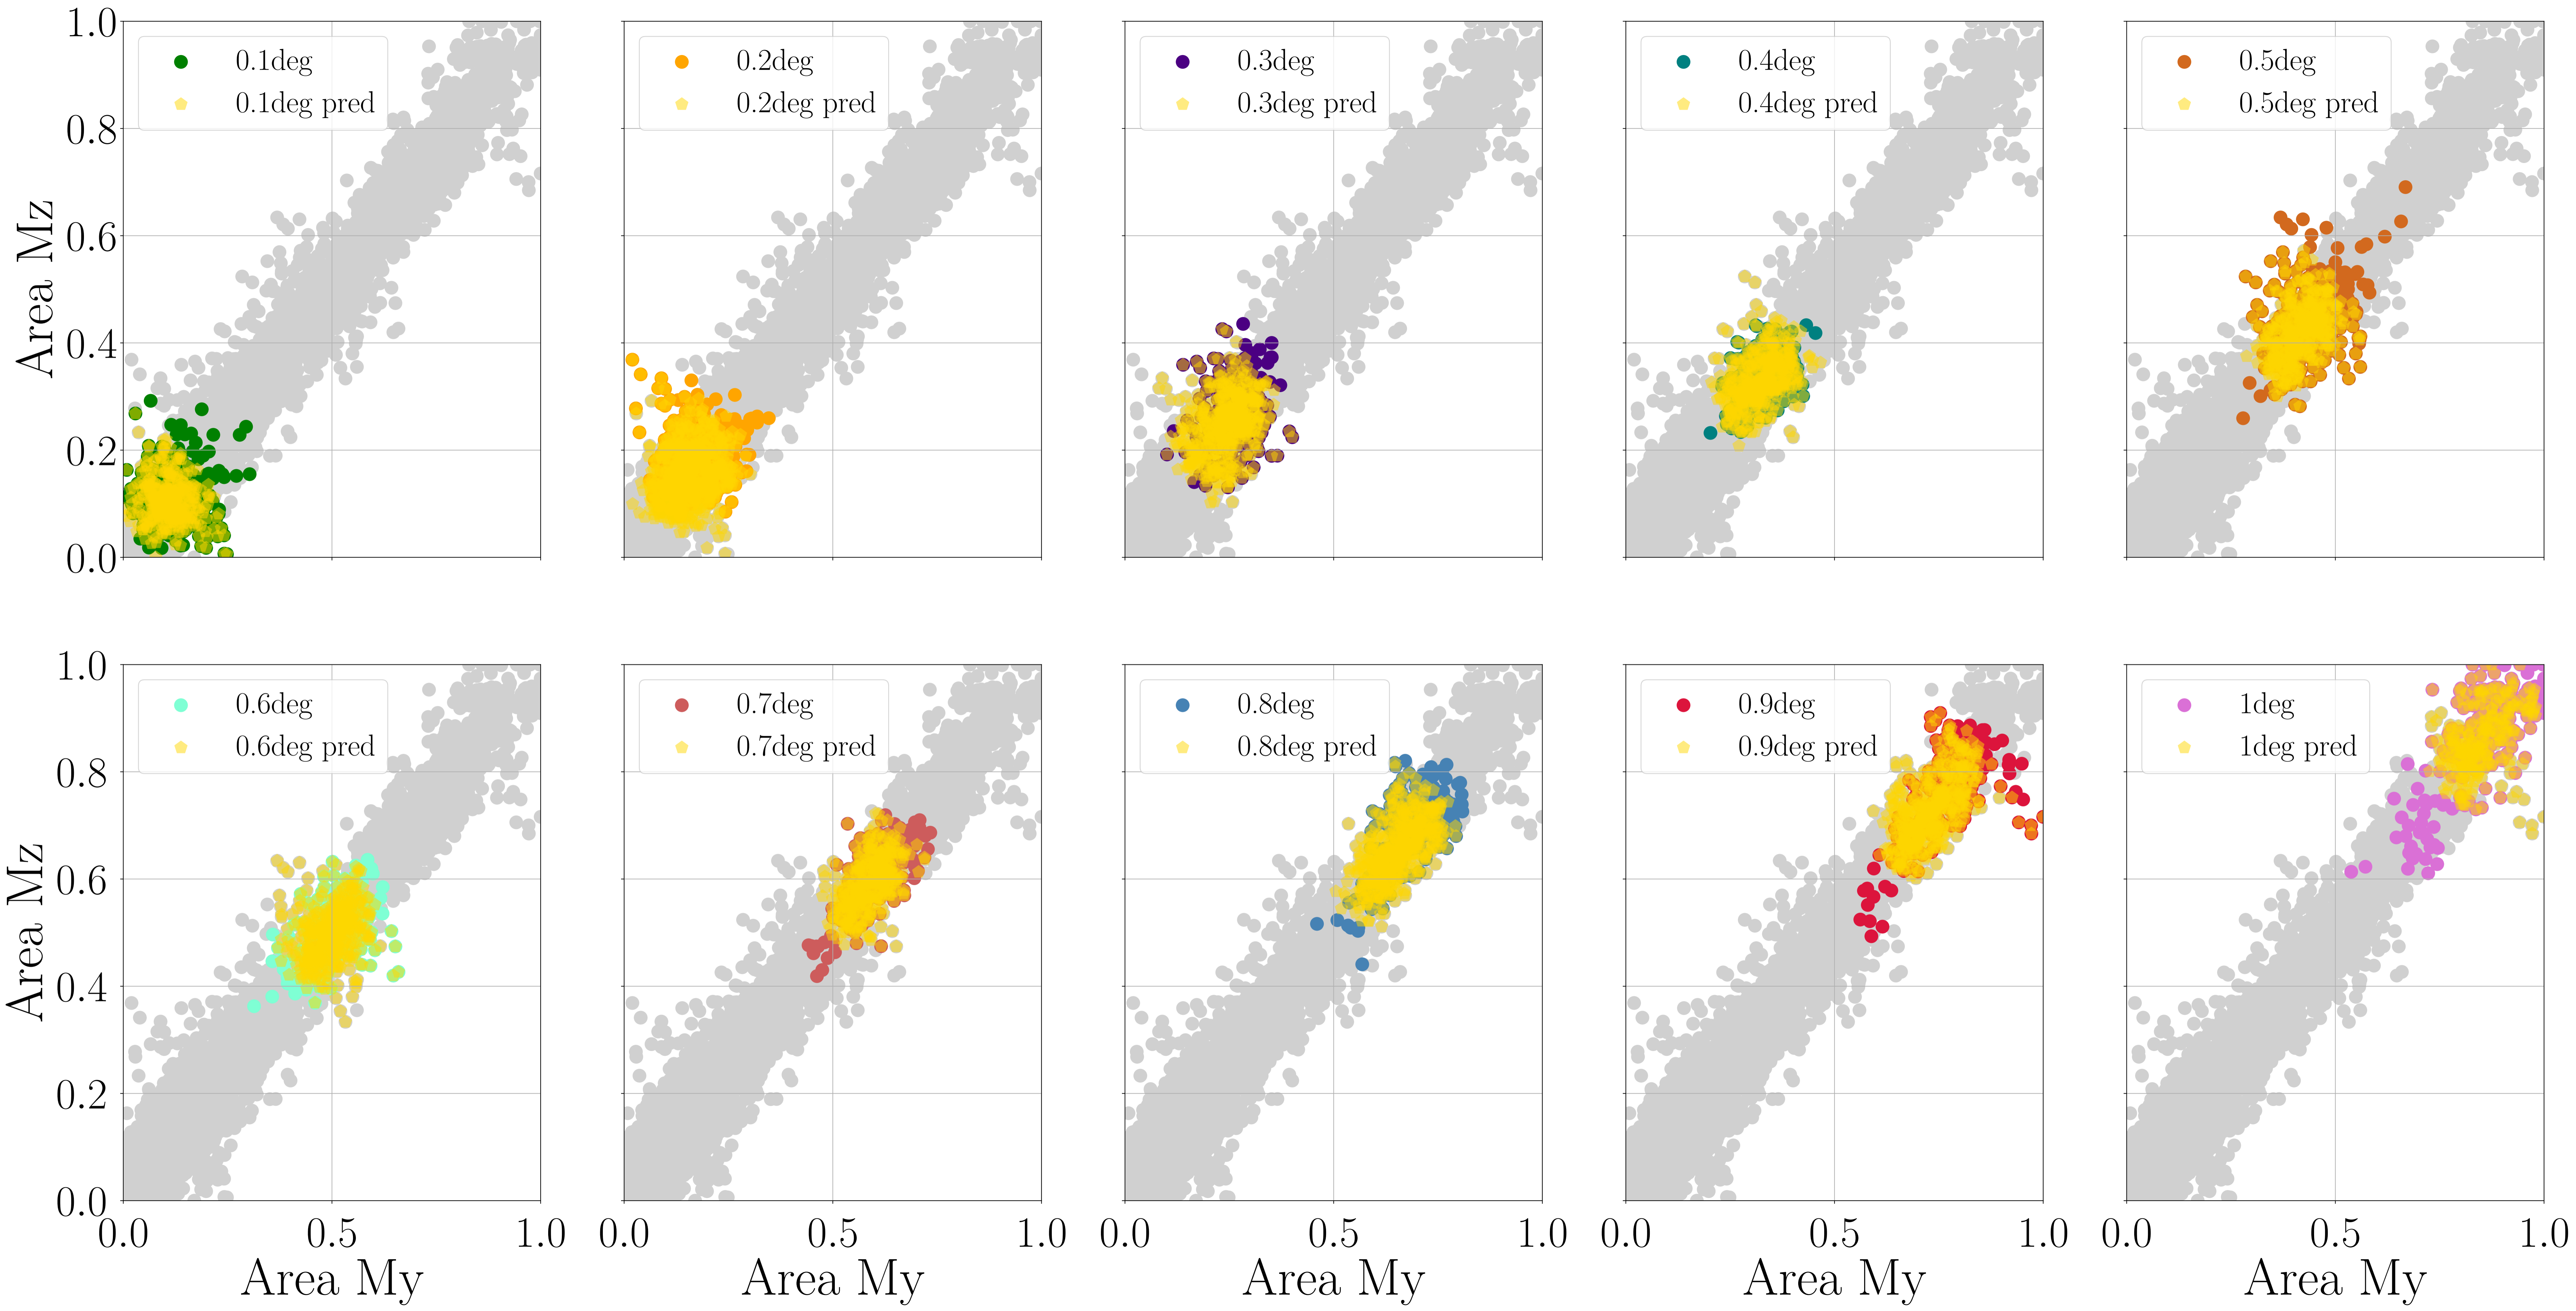 1.0
0.8
0.6
0.4
0.2
0.0
Area Mz
0.1deg
0.1deg pred
0.2deg
0.2deg pred
0.3deg
0.3deg pred
0.4deg
0.4deg pred
0.5deg
0.5deg pred
1.0
0.8
0.6
0.4
0.2
0.0
Area Mz
0.6deg
0.6deg pred
0.7deg
0.7deg pred
0.8deg
0.8deg pred
0.9deg
0.9deg pred
1deg
1deg pred
0.0 0.5 1.0
0.0 0.5 1.0
0.0 0.5 1.0
0.0 0.5 1.0
0.0 0.5 1.0
Area My
Area My
Area My
Area My
Area My